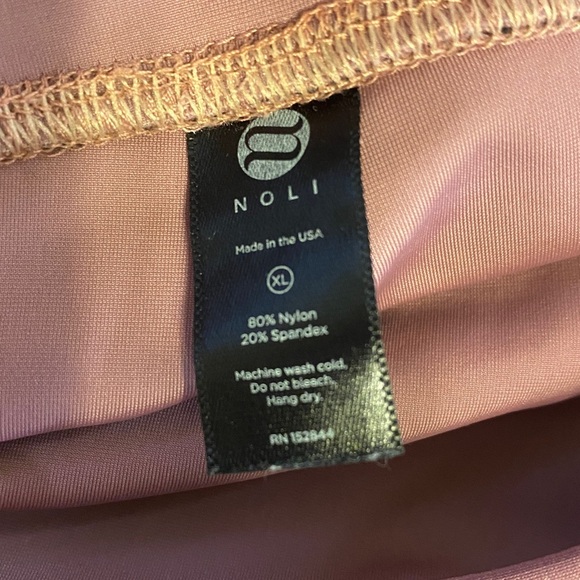 NOLI
Made in the USA
XL
80% Nylon
20% Spandex
Machine wash cold.
Do not bleach.
Hang dry.
RN 152844